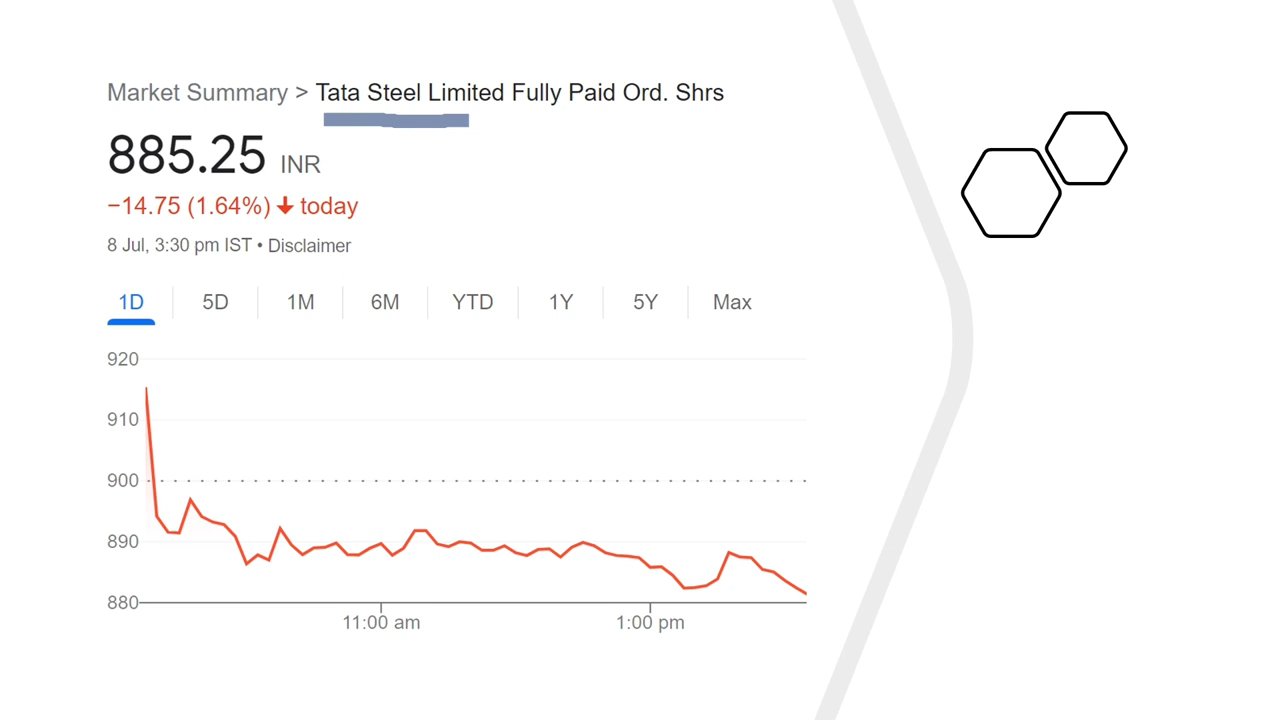 Market Summary > Tata Steel Limited Fully Paid Ord. Shrs
885.25 INR
−14.75 (1.64%) ↓ today
8 Jul, 3:30 pm IST • Disclaimer
1D 5D 1M 6M YTD 1Y 5Y Max
920
910
900
890
880
11:00 am 1:00 pm